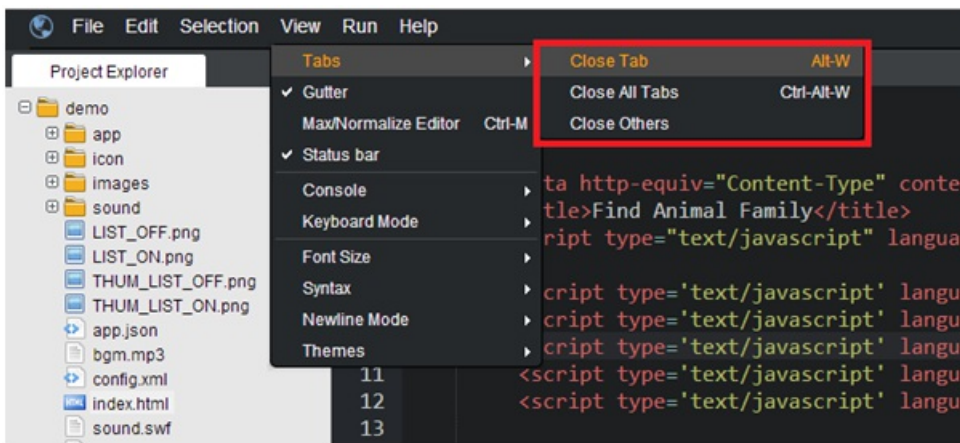 File Edit Selection View Run Help
Project Explorer
demo
app
icon
images
sound
LIST_OFF.png
LIST_ON.png
THUM_LIST_OFF.png
THUM_LIST_ON.png
app.json
bgm.mp3
config.xml
index.html
sound.swf
Tabs
Gutter
Max/Normalize Editor Ctrl-M
Status bar
Console
Keyboard Mode
Font Size
Syntax
Newline Mode
Themes
Close Tab Alt-W
Close All Tabs Ctrl-Alt-W
Close Others
ta http-equiv="Content-Type" conte
tle>Find Animal Family</title>
ript type="text/javascript" langua
cript type='text/javascript' langu
cript type='text/javascript' langu
cript type='text/javascript' langu
11 <script type='text/javascript' langu
12 <script type='text/javascript' langu
13